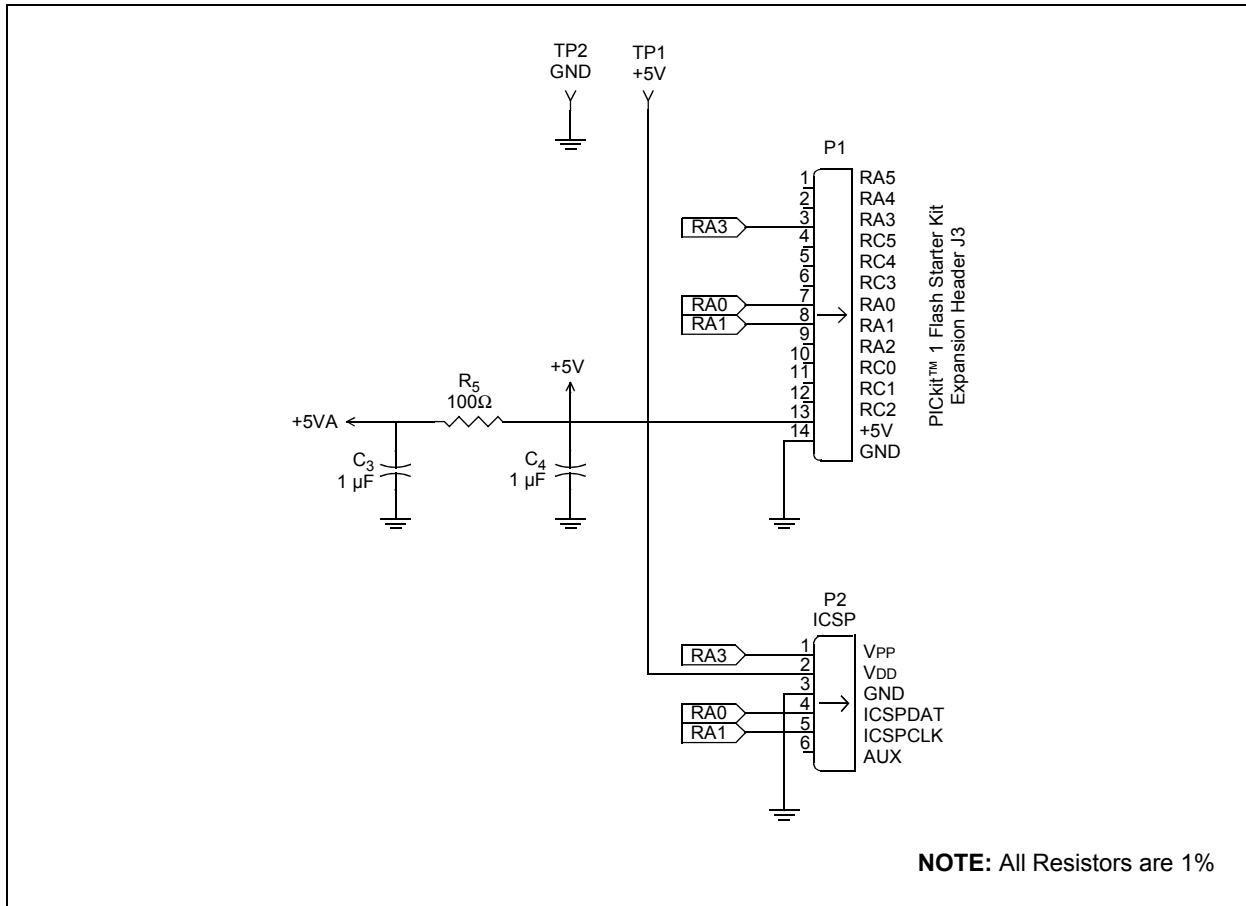 TP2
GND
TP1
+5V
P1
1 RA5
2 RA4
RA3 3 RA3
4 RC5
5 RC4
6 RC3
RA0 7 RA0
RA1 8 RA1
9 RA2
10 RC0
11 RC1
12 RC2
13 +5V
14 GND
PICkit™ 1 Flash Starter Kit
Expansion Header J3
+5V
R5
100Ω
+5VA
C3
1 µF
C4
1 µF
P2
ICSP
RA3 1 VPP
2 VDD
3 GND
RA0 4 ICSPDAT
RA1 5 ICSPCLK
6 AUX
NOTE: All Resistors are 1%